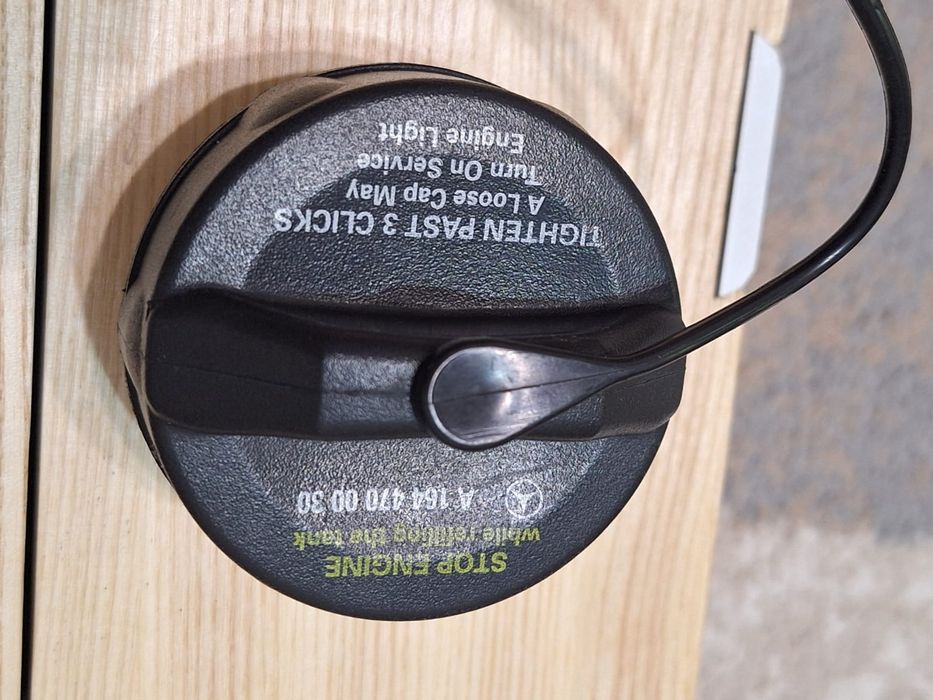 STOP ENGINE
while refilling the tank
A 164 470 00 30
TIGHTEN PAST 3 CLICKS
A Loose Cap May
Turn On Service
Engine Light